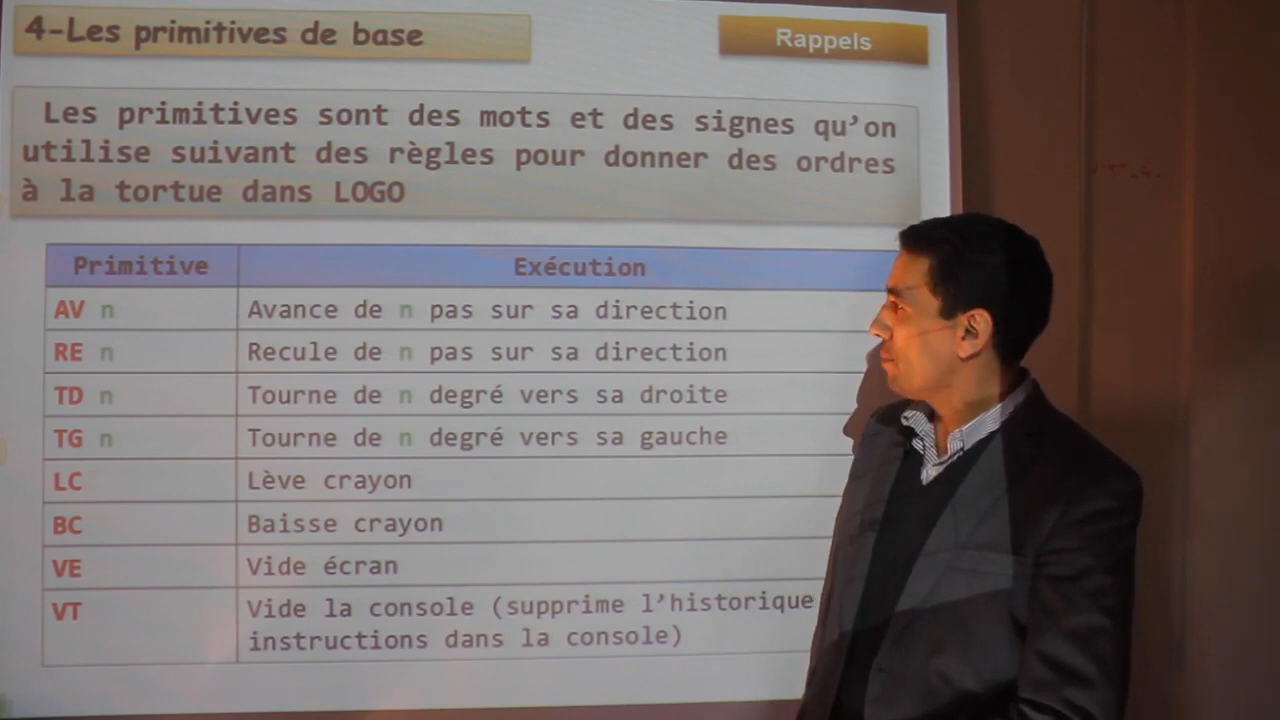 4-Les primitives de base
Rappels
Les primitives sont des mots et des signes qu’on
utilise suivant des règles pour donner des ordres
à la tortue dans LOGO
Primitive Exécution
AV n Avance de n pas sur sa direction
RE n Recule de n pas sur sa direction
TD n Tourne de n degré vers sa droite
TG n Tourne de n degré vers sa gauche
LC Lève crayon
BC Baisse crayon
VE Vide écran
VT Vide la console (supprime l’historique
instructions dans la console)